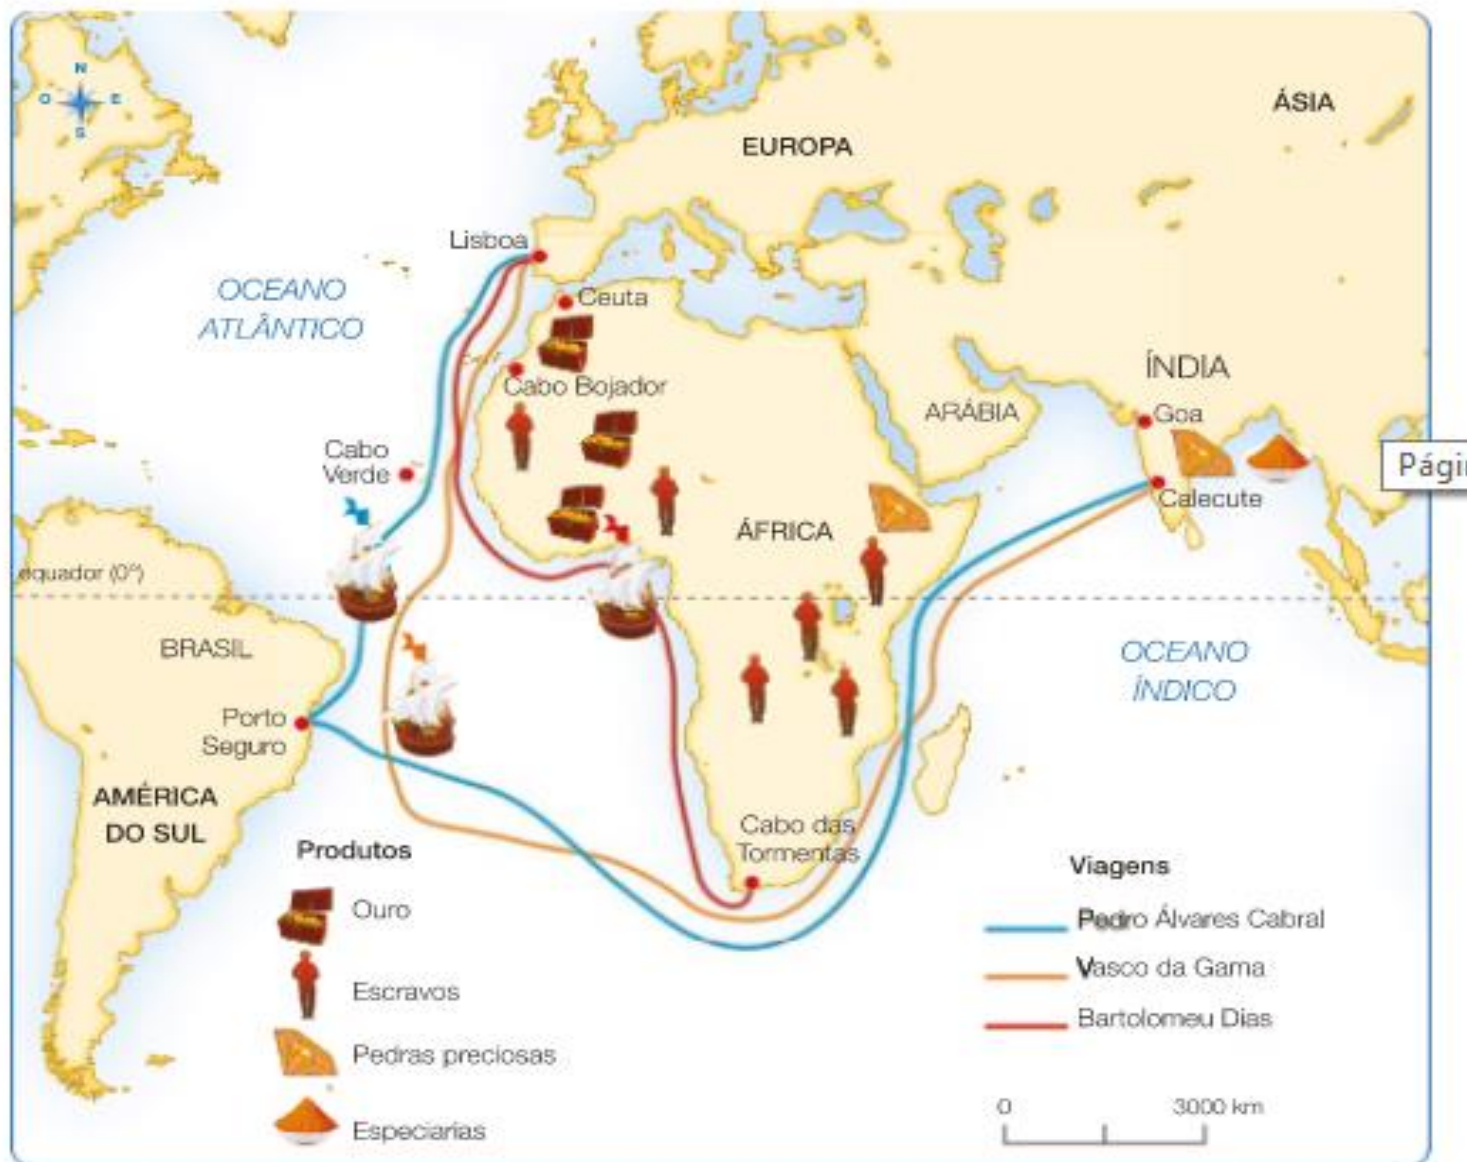 N
O
E
S
ÁSIA
EUROPA
Lisboa
OCEANO
ATLÂNTICO
Ceuta
ÍNDIA
Cabo Bojador
ARÁBIA
Goa
Cabo
Verde
Calecute
ÁFRICA
equador (0º)
BRASIL
OCEANO
ÍNDICO
Porto
Seguro
AMÉRICA
DO SUL
Cabo das
Tormentas
Produtos
Ouro
Escravos
Pedras preciosas
Especiarias
Viagens
Pedro Álvares Cabral
Vasco da Gama
Bartolomeu Dias
0
3000 km